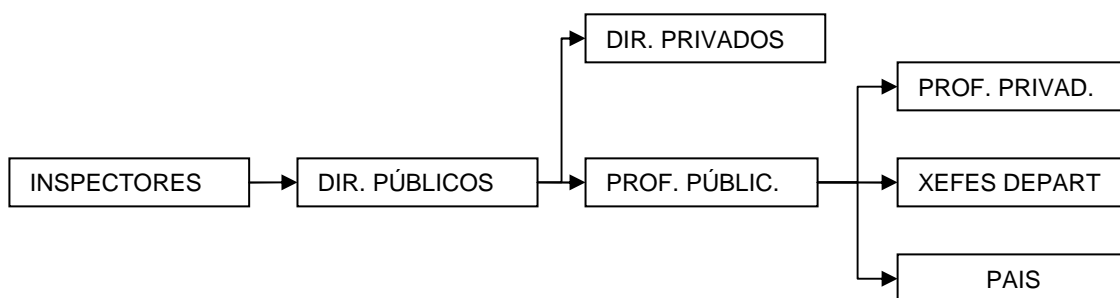 DIR. PRIVADOS
PROF. PRIVAD.
INSPECTORES
DIR. PÚBLICOS
PROF. PÚBLIC.
XEFES DEPART
PAIS